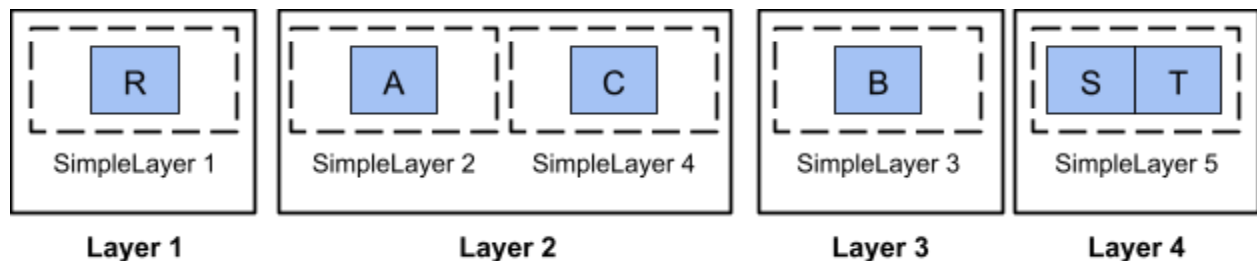 R A C B S T
SimpleLayer 1 SimpleLayer 2 SimpleLayer 4 SimpleLayer 3 SimpleLayer 5
Layer 1 Layer 2 Layer 3 Layer 4